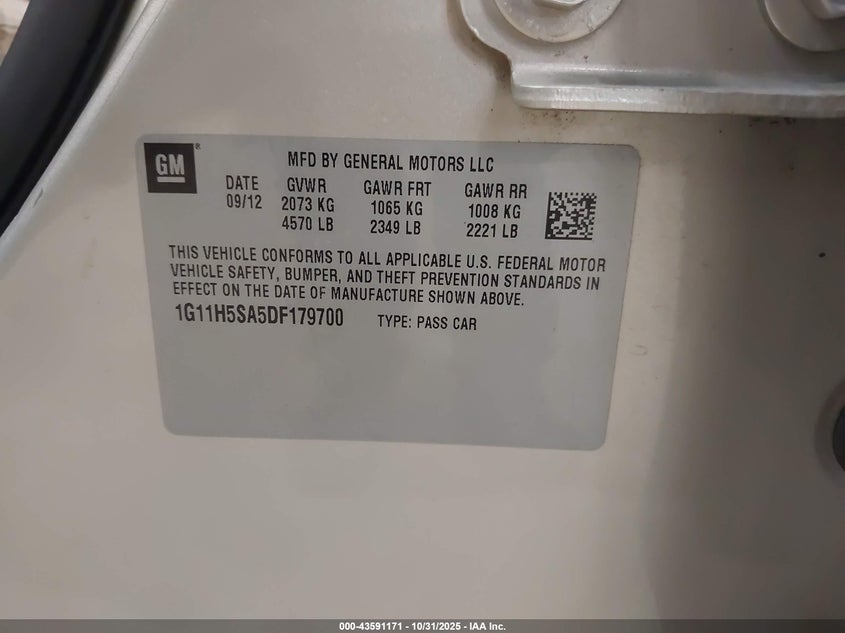 GM ® MFD BY GENERAL MOTORS LLC
DATE GVWR GAWR FRT GAWR RR
09/12 2073 KG 1065 KG 1008 KG
4570 LB 2349 LB 2221 LB
THIS VEHICLE CONFORMS TO ALL APPLICABLE U.S. FEDERAL MOTOR
VEHICLE SAFETY, BUMPER, AND THEFT PREVENTION STANDARDS IN
EFFECT ON THE DATE OF MANUFACTURE SHOWN ABOVE.
1G11H5SA5DF179700 TYPE: PASS CAR
000-43591171 - 10/31/2025 - IAA Inc.